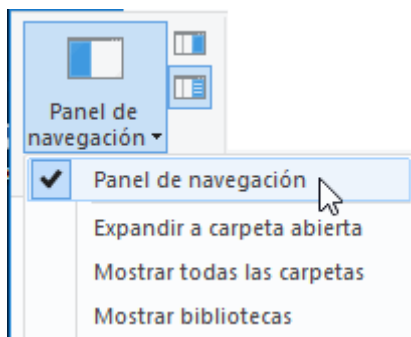 Panel de
navegación
Panel de navegación
Expandir a carpeta abierta
Mostrar todas las carpetas
Mostrar bibliotecas